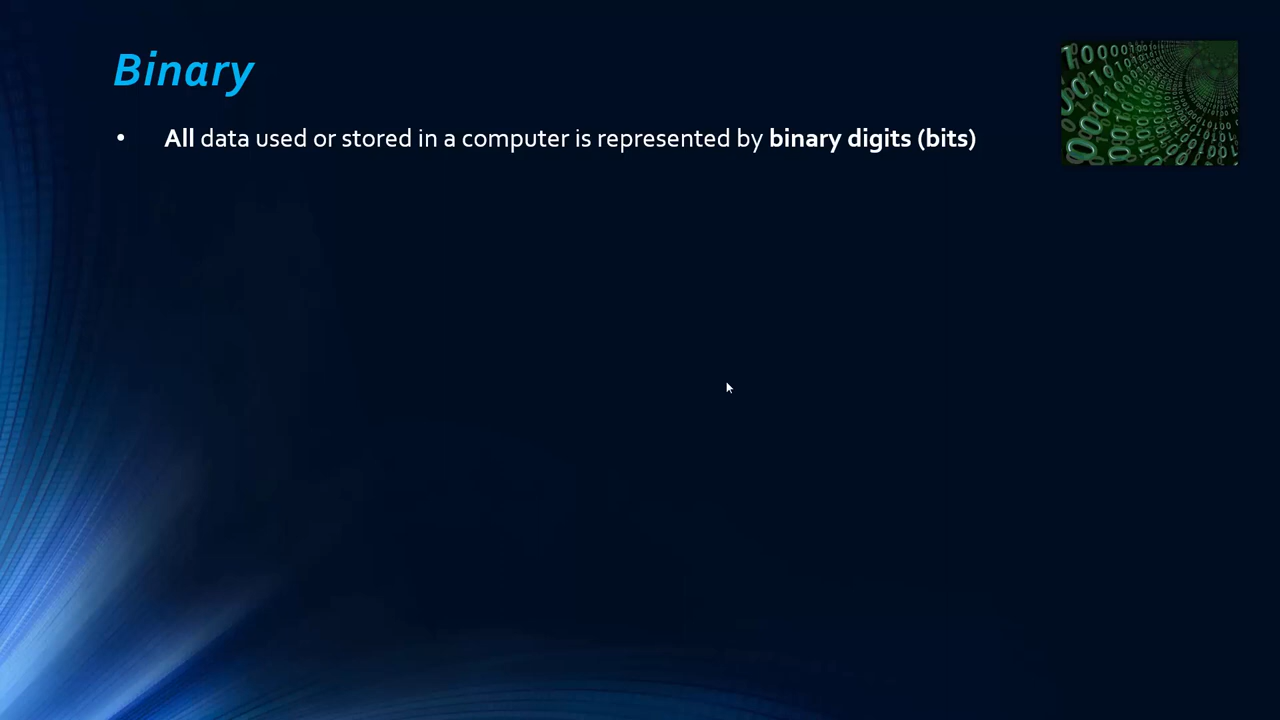 Binary
• All data used or stored in a computer is represented by binary digits (bits)